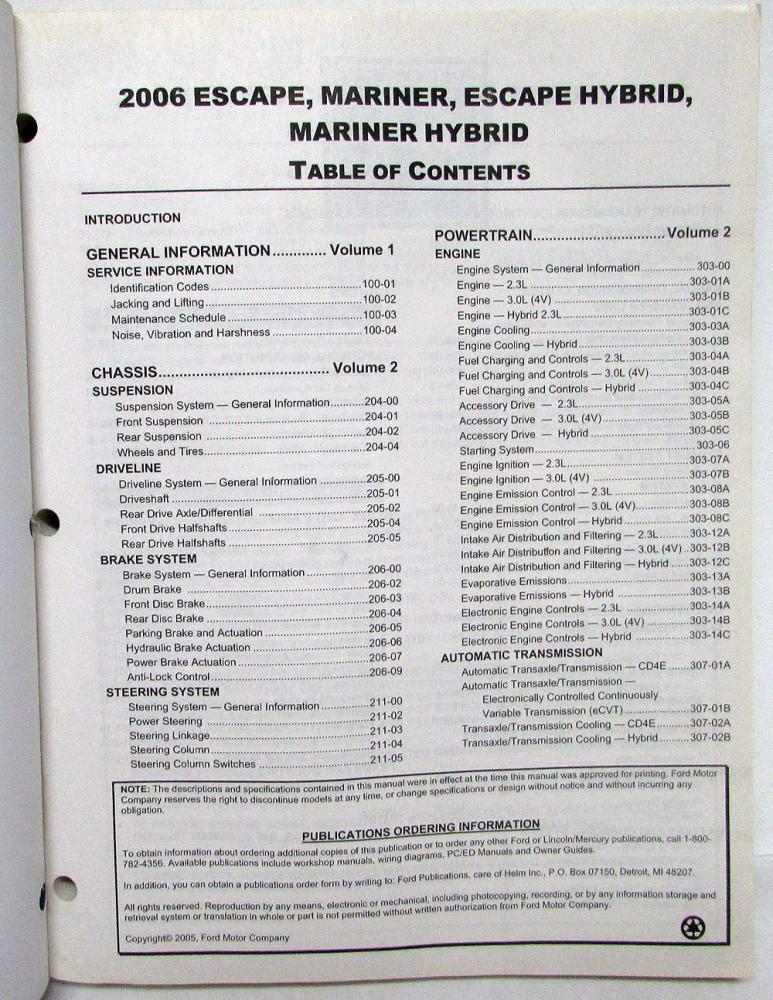 2006 ESCAPE, MARINER, ESCAPE HYBRID,
MARINER HYBRID
TABLE OF CONTENTS
INTRODUCTION
GENERAL INFORMATION............. Volume 1
SERVICE INFORMATION
Identification Codes...........100-01
Jacking and Lifting...........100-02
Maintenance Schedule...........100-03
Noise, Vibration and Harshness...........100-04
CHASSIS........................... Volume 2
SUSPENSION
Suspension System — General Information...........204-00
Front Suspension ...........204-01
Rear Suspension ...........204-02
Wheels and Tires...........204-04
DRIVELINE
Driveline System — General Information ...........205-00
Driveshaft ...........205-01
Rear Drive Axle/Differential ...........205-02
Front Drive Halfshafts...........205-04
Rear Drive Halfshafts ...........205-05
BRAKE SYSTEM
Brake System — General Information...........206-00
Drum Brake ...........206-02
Front Disc Brake...........206-03
Rear Disc Brake ...........206-04
Parking Brake and Actuation ...........206-05
Hydraulic Brake Actuation ...........206-06
Power Brake Actuation ...........206-07
Anti-Lock Control...........206-09
STEERING SYSTEM
Steering System — General Information ...........211-00
Power Steering ...........211-02
Steering Linkage...........211-03
Steering Column...........211-04
Steering Column Switches ...........211-05
POWERTRAIN........................... Volume 2
ENGINE
Engine System — General Information...........303-00
Engine — 2.3L ...........303-01A
Engine — 3.0L (4V) ...........303-01B
Engine — Hybrid 2.3L ...........303-01C
Engine Cooling...........303-03A
Engine Cooling — Hybrid...........303-03B
Fuel Charging and Controls — 2.3L...........303-04A
Fuel Charging and Controls — 3.0L (4V) ...........303-04B
Fuel Charging and Controls — Hybrid ...........303-04C
Accessory Drive — 2.3L...........303-05A
Accessory Drive — 3.0L (4V)...........303-05B
Accessory Drive — Hybrid ...........303-05C
Starting System...........303-06
Engine Ignition — 2.3L...........303-07A
Engine Ignition — 3.0L (4V) ...........303-07B
Engine Emission Control — 2.3L ...........303-08A
Engine Emission Control — 3.0L (4V)...........303-08B
Engine Emission Control — Hybrid...........303-08C
Intake Air Distribution and Filtering — 2.3L...........303-12A
Intake Air Distribution and Filtering — 3.0L (4V) ..303-12B
Intake Air Distribution and Filtering — Hybrid ......303-12C
Evaporative Emissions...........303-13A
Evaporative Emissions — Hybrid ...........303-13B
Electronic Engine Controls — 2.3L ...........303-14A
Electronic Engine Controls — 3.0L (4V) ...........303-14B
Electronic Engine Controls — Hybrid ...........303-14C
AUTOMATIC TRANSMISSION
Automatic Transaxle/Transmission — CD4E .......307-01A
Automatic Transaxle/Transmission —
Electronically Controlled Continuously
Variable Transmission (eCVT)...........307-01B
Transaxle/Transmission Cooling — CD4E...........307-02A
Transaxle/Transmission Cooling — Hybrid..........307-02B
NOTE: The descriptions and specifications contained in this manual were in effect at the time this manual was approved for printing. Ford Motor
Company reserves the right to discontinue models at any time, or change specifications or design without notice and without incurring any
obligation.
PUBLICATIONS ORDERING INFORMATION
To obtain information about ordering additional copies of this publication or to order any other Ford or Lincoln/Mercury publications, call 1-800-
782-4356. Available publications include workshop manuals, wiring diagrams, PC/ED Manuals and Owner Guides.
In addition, you can obtain a publications order form by writing to: Ford Publications, care of Helm Inc., P.O. Box 07150, Detroit, MI 48207.
All rights reserved. Reproduction by any means, electronic or mechanical, including photocopying, recording, or by any information storage and
retrieval system or translation in whole or part is not permitted without written authorization from Ford Motor Company.
Copyright© 2005, Ford Motor Company